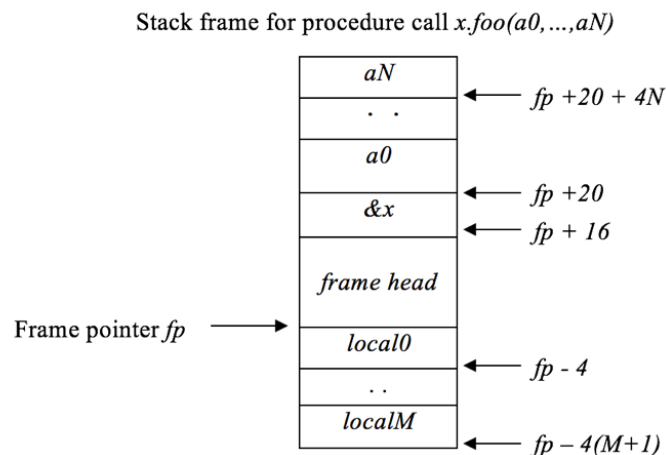 Stack frame for procedure call x.foo(a0,...,aN)
aN
fp +20 + 4N
. .
a0
fp +20
&x
fp + 16
frame head
Frame pointer fp
local0
fp - 4
. .
localM
fp – 4(M+1)